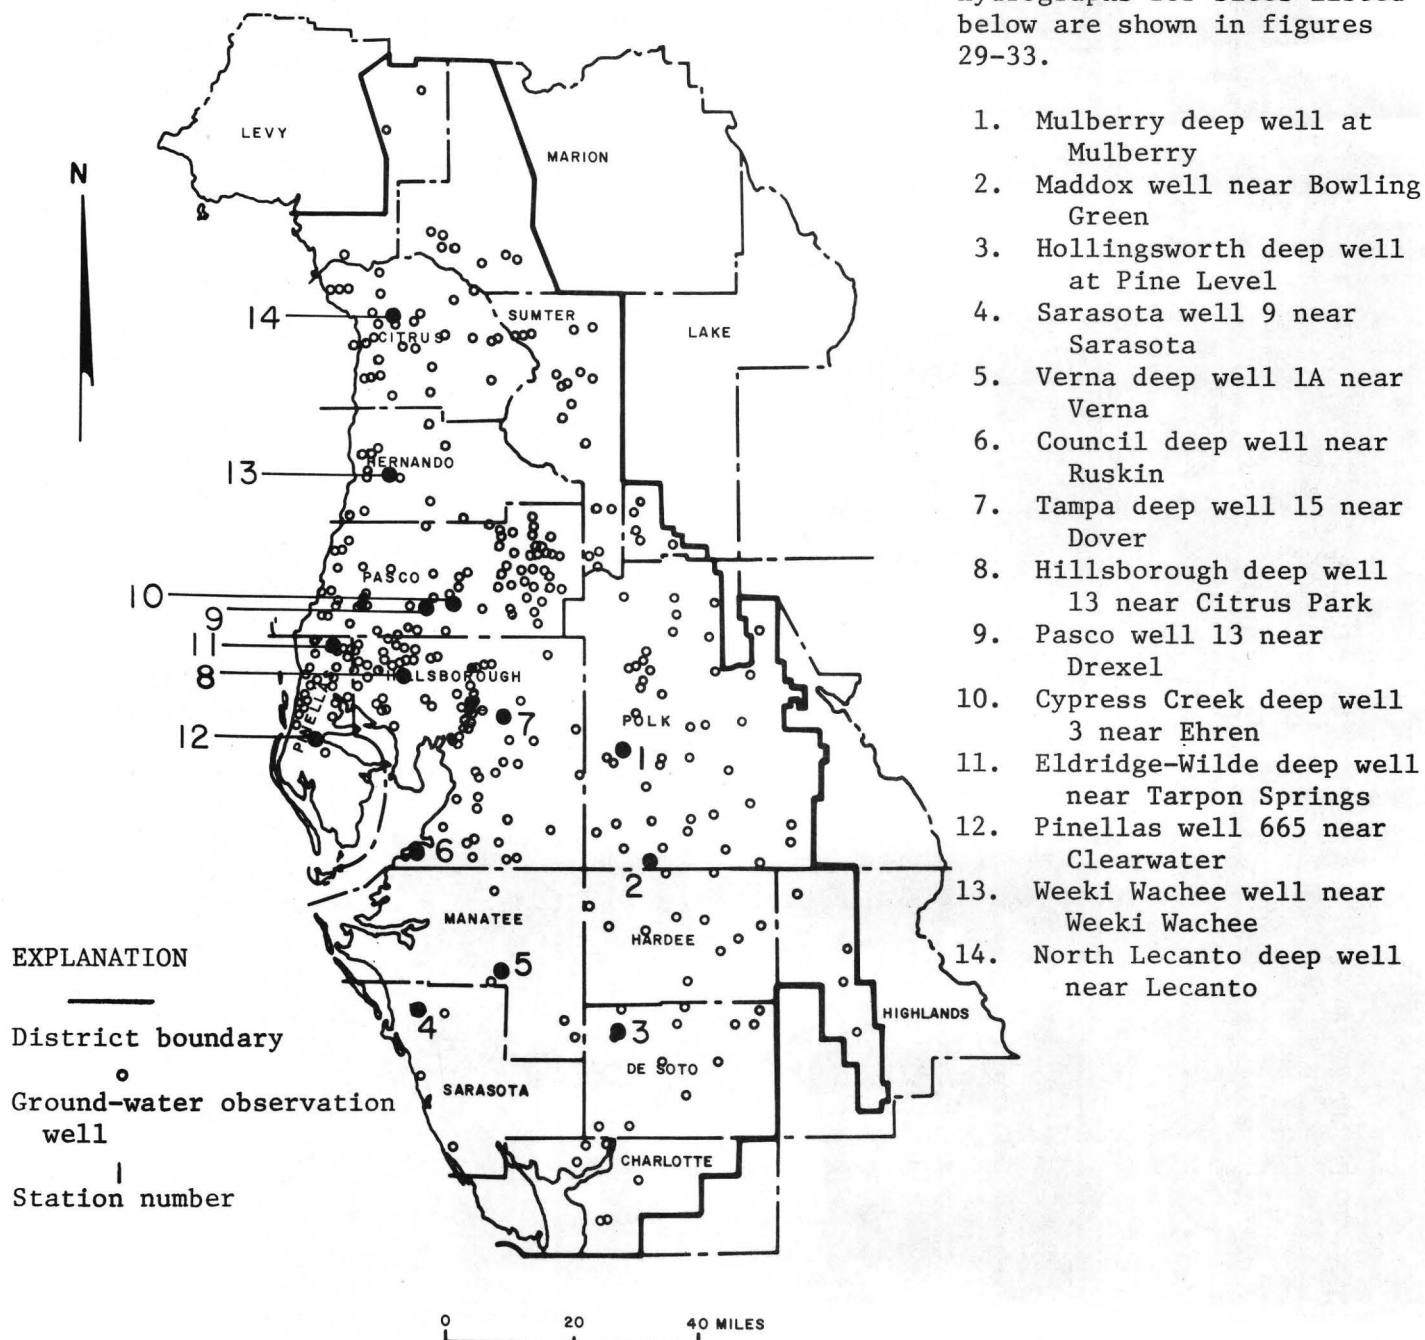 below are shown in figures
29-33.
1. Mulberry deep well at
Mulberry
2. Maddox well near Bowling
Green
3. Hollingsworth deep well
at Pine Level
4. Sarasota well 9 near
Sarasota
5. Verna deep well 1A near
Verna
6. Council deep well near
Ruskin
7. Tampa deep well 15 near
Dover
8. Hillsborough deep well
13 near Citrus Park
9. Pasco well 13 near
Drexel
10. Cypress Creek deep well
3 near Ehren
11. Eldridge-Wilde deep well
near Tarpon Springs
12. Pinellas well 665 near
Clearwater
13. Weeki Wachee well near
Weeki Wachee
14. North Lecanto deep well
near Lecanto
N
LEVY
MARION
14
CITRUS
SUMTER
LAKE
13
HERNANDO
PASCO
10
9
11
8
HILLSBOROUGH
PINELLAS
12
7
POLK
1
6
2
MANATEE
HARDEE
5
4
3
HIGHLANDS
DE SOTO
SARASOTA
CHARLOTTE
EXPLANATION
District boundary
Ground-water observation
well
1
Station number
0 20 40 MILES